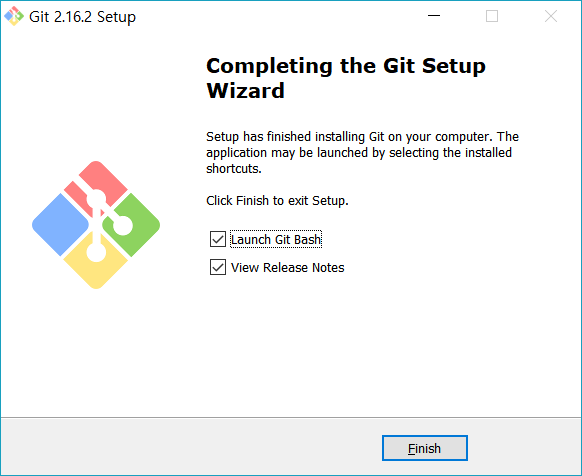 Git 2.16.2 Setup
Completing the Git Setup
Wizard
Setup has finished installing Git on your computer. The
application may be launched by selecting the installed
shortcuts.
Click Finish to exit Setup.
Launch Git Bash
View Release Notes
Finish